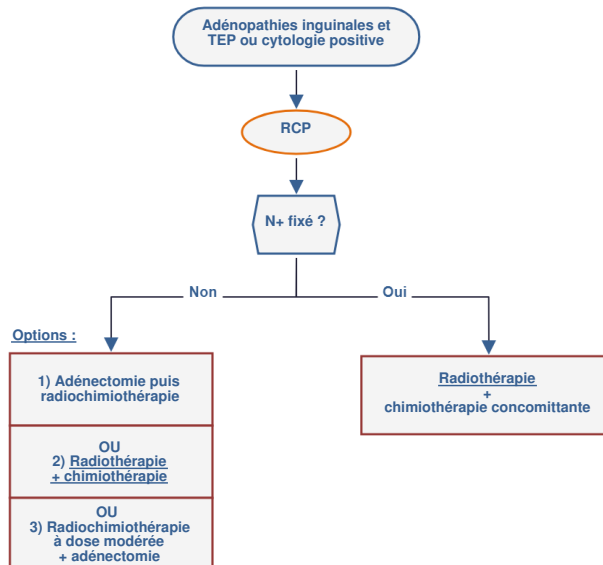 Adénopathies inguinales et
TEP ou cytologie positive
RCP
N+ fixé ?
Non
Oui
Options :
1) Adénectomie puis
radiochimiothérapie
OU
2) Radiothérapie
+ chimiothérapie
OU
3) Radiochimiothérapie
à dose modérée
+ adénectomie
Radiothérapie
+
chimiothérapie concomittante